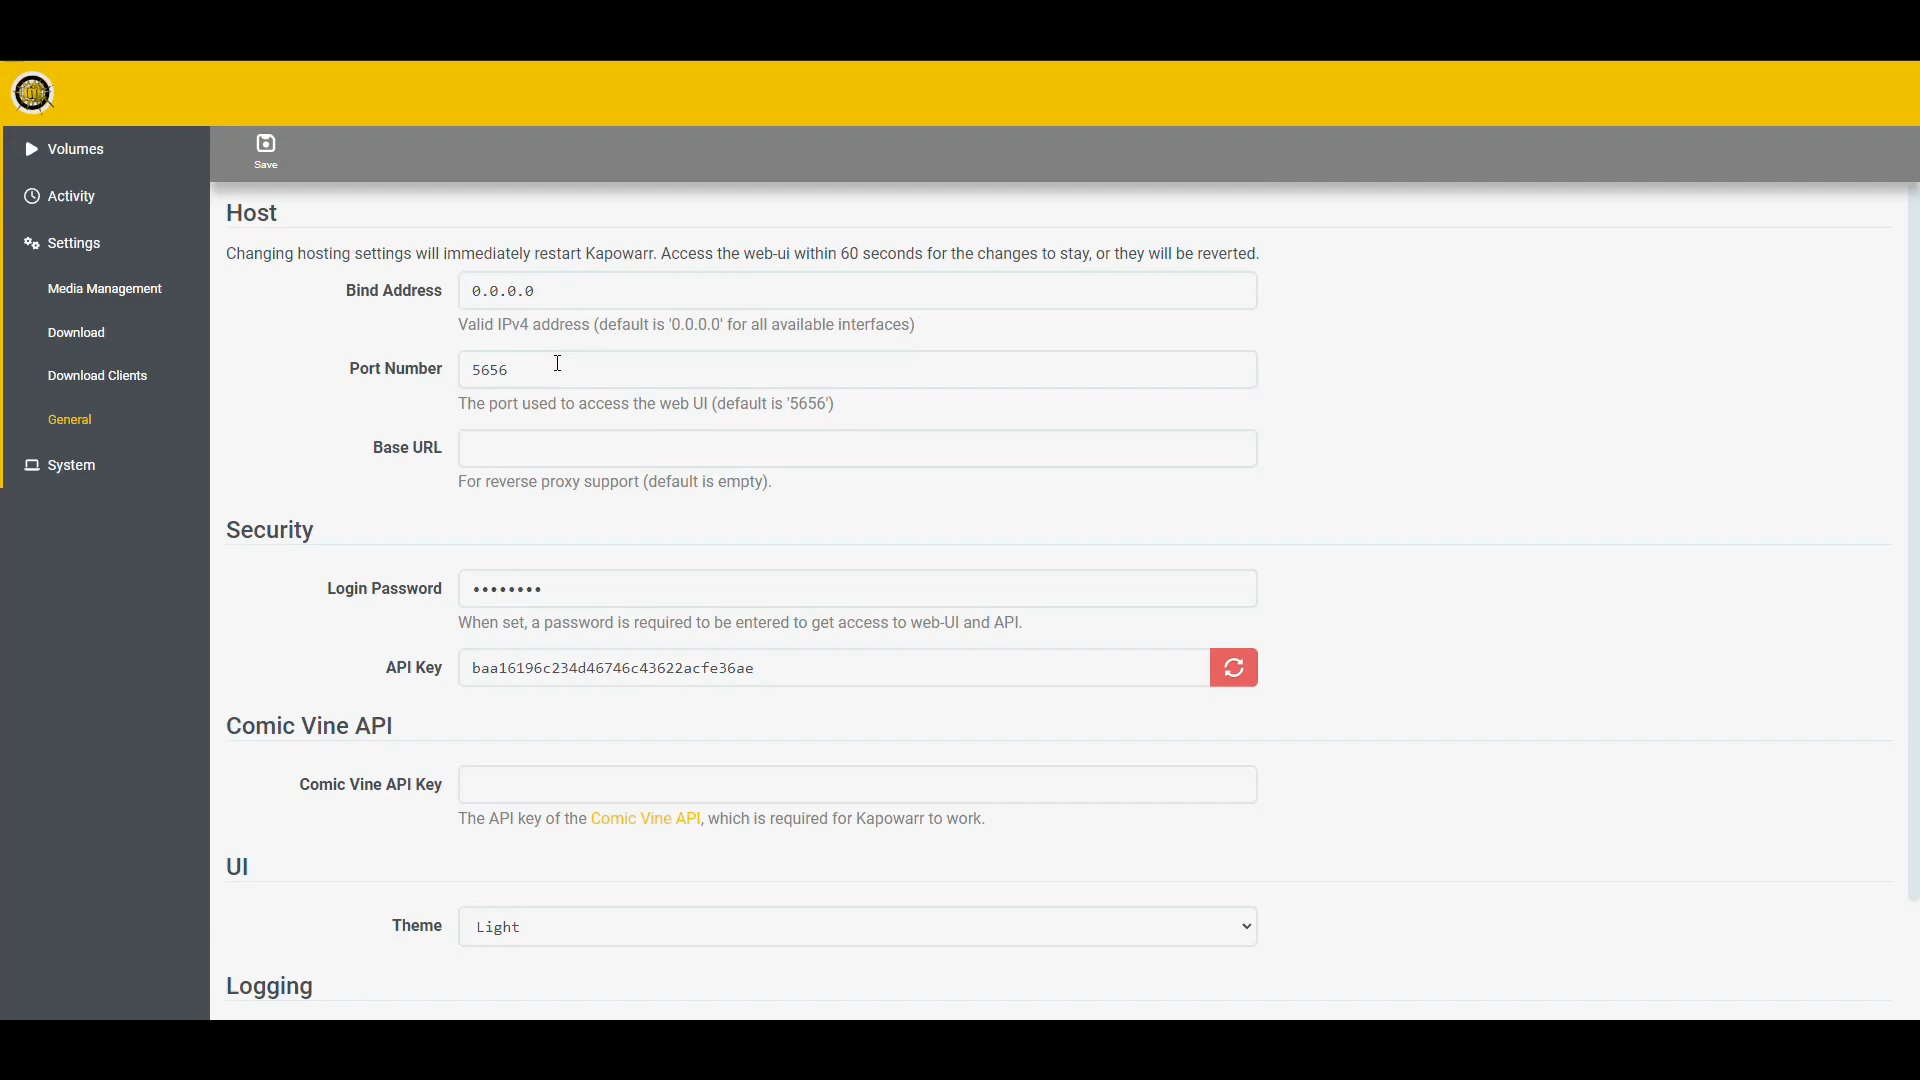 Volumes
Activity
Settings
Media Management
Download
Download Clients
General
System
Save
Host
Changing hosting settings will immediately restart Kapowarr. Access the web-ui within 60 seconds for the changes to stay, or they will be reverted.
Bind Address 0.0.0.0
Valid IPv4 address (default is '0.0.0.0' for all available interfaces)
Port Number 5656
The port used to access the web UI (default is '5656')
Base URL
For reverse proxy support (default is empty).
Security
Login Password ••••••••
When set, a password is required to be entered to get access to web-UI and API.
API Key baa16196c234d46746c43622acfe36ae
Comic Vine API
Comic Vine API Key
The API key of the Comic Vine API, which is required for Kapowarr to work.
UI
Theme Light
Logging